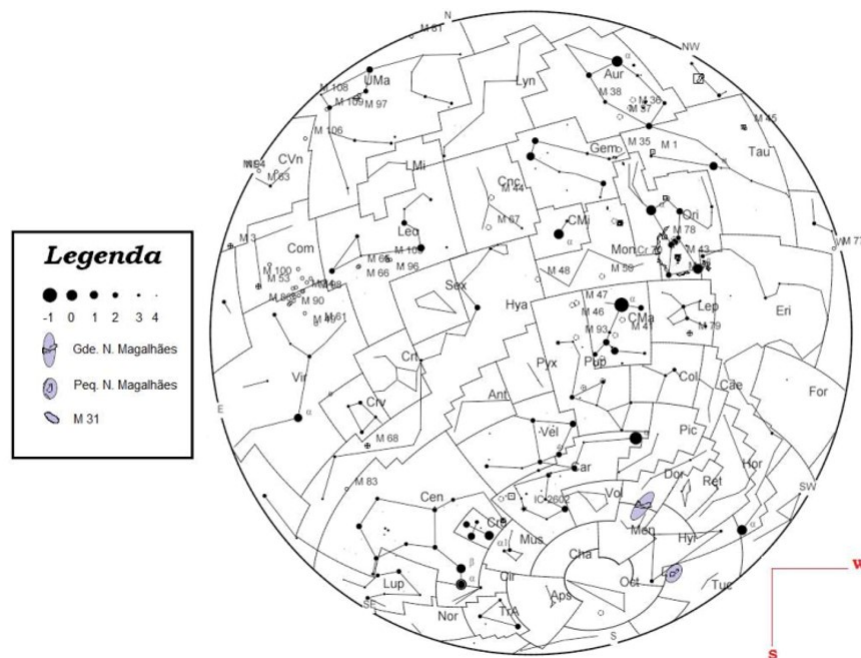 N
M 81
NW
UMa
Lyn
Aur
α
M 108
M 109
M 97
M 38
M 36
M 37
M 45
M 106
CVn
M 63
M 35
M 1
Gem
Tau
LMi
Cnc
M 44
M 67
Leo
CMi
α
Ori
M 78
M 3
Com
M 66
M 96
Mon
M 43
W
M 77
M 100
M 53
M 90
M 48
M 50
Sex
Hya
M 47
M 46
CMa
Lep
Eri
M 61
M 93
M 41
M 79
Vir
Crt
Pyx
Pup
Col
Cae
For
E
α
Crv
Ant
M 68
Vel
Pic
Hor
Car
Dor
Ret
M 83
Cen
IC 2602
Vol
SW
Cru
Men
α
Mus
Hyi
Cha
β
α
Cir
Oct
Tuc
Lup
Aps
SE
Nor
TrA
S
Legenda
-1 0 1 2 3 4
Gde. N. Magalhães
Peq. N. Magalhães
M 31
W
S